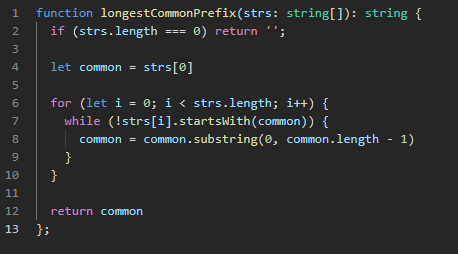 1 function longestCommonPrefix(strs: string[]): string {
2   if (strs.length === 0) return '';
3
4   let common = strs[0]
5
6   for (let i = 0; i < strs.length; i++) {
7     while (!strs[i].startsWith(common)) {
8       common = common.substring(0, common.length - 1)
9     }
10   }
11
12   return common
13 };